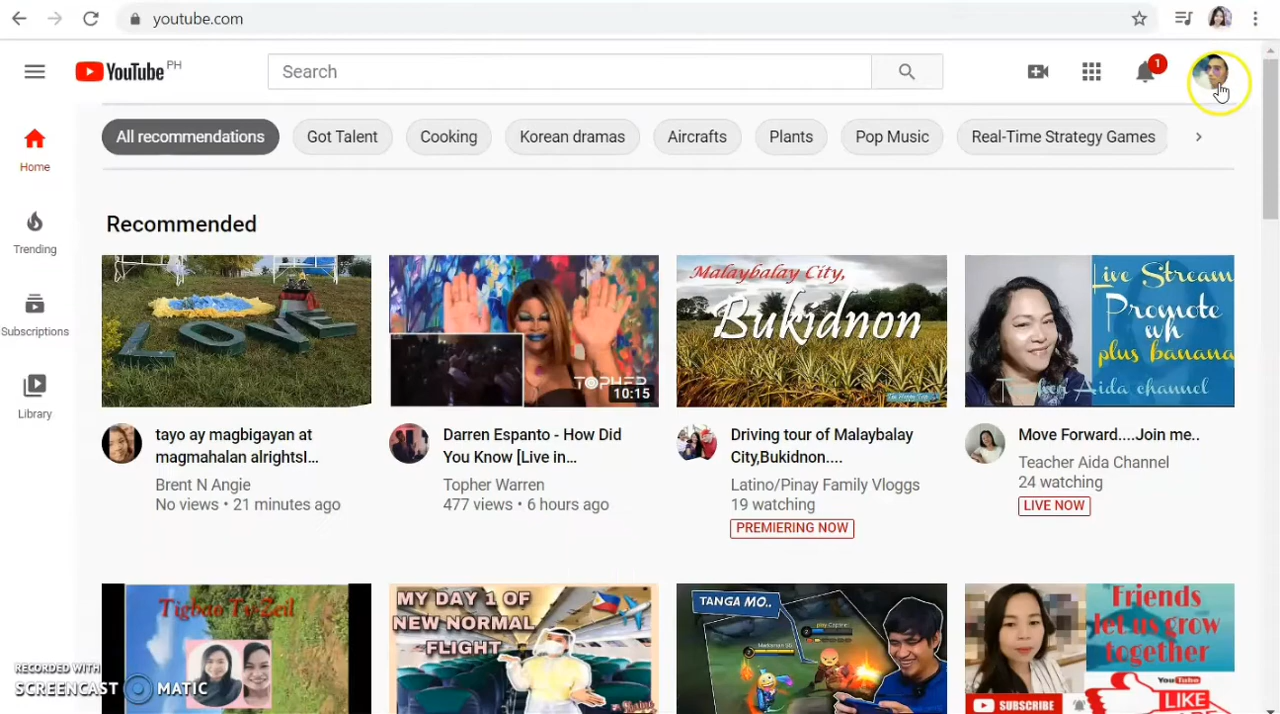 youtube.com
YouTube PH
Search
1
All recommendations
Got Talent
Cooking
Korean dramas
Aircrafts
Plants
Pop Music
Real-Time Strategy Games
Home
Trending
Subscriptions
Library
Recommended
LOVE
TOPHER
10:15
Malaybalay City,
Bukidnon
Live Stream
Promote
wh
plus banana
Teacher Aida channel
tayo ay magbigayan at
magmahalan alrightsI...
Brent N Angie
No views • 21 minutes ago
Darren Espanto - How Did
You Know [Live in...
Topher Warren
477 views • 6 hours ago
Driving tour of Malaybalay
City,Bukidnon....
Latino/Pinay Family Vloggs
19 watching
PREMIERING NOW
Move Forward....Join me..
Teacher Aida Channel
24 watching
LIVE NOW
MY DAY 1 OF
NEW NORMAL
FLIGHT
TANGA MO..
Friends
let us grow
together
YouTube
SUBSCRIBE
LIKE
RECORDED WITH
SCREENCAST MATIC